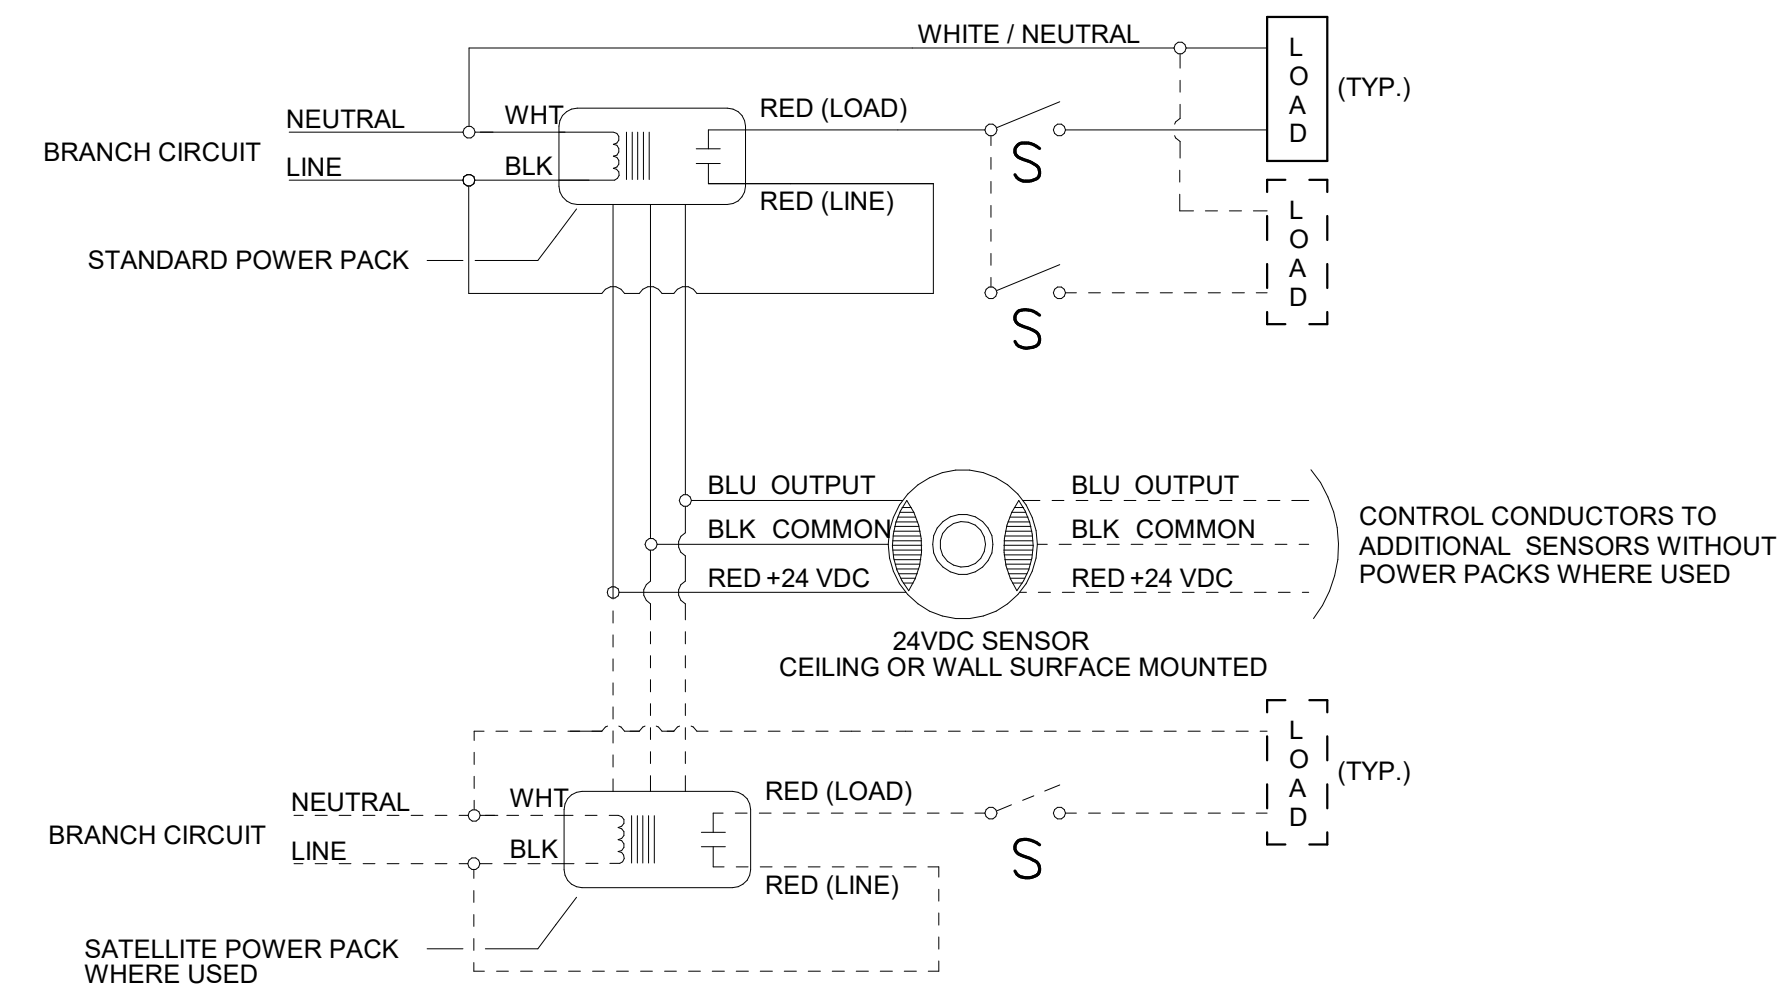 WHITE / NEUTRAL
LOAD
(TYP.)
NEUTRAL
WHT
RED (LOAD)
BRANCH CIRCUIT
LINE
BLK
S
RED (LINE)
LOAD
STANDARD POWER PACK
S
BLU OUTPUT
BLU OUTPUT
BLK COMMON
BLK COMMON
RED +24 VDC
RED +24 VDC
CONTROL CONDUCTORS TO
ADDITIONAL SENSORS WITHOUT
POWER PACKS WHERE USED
24VDC SENSOR
CEILING OR WALL SURFACE MOUNTED
LOAD
(TYP.)
NEUTRAL
WHT
RED (LOAD)
BRANCH CIRCUIT
LINE
BLK
S
RED (LINE)
SATELLITE POWER PACK
WHERE USED